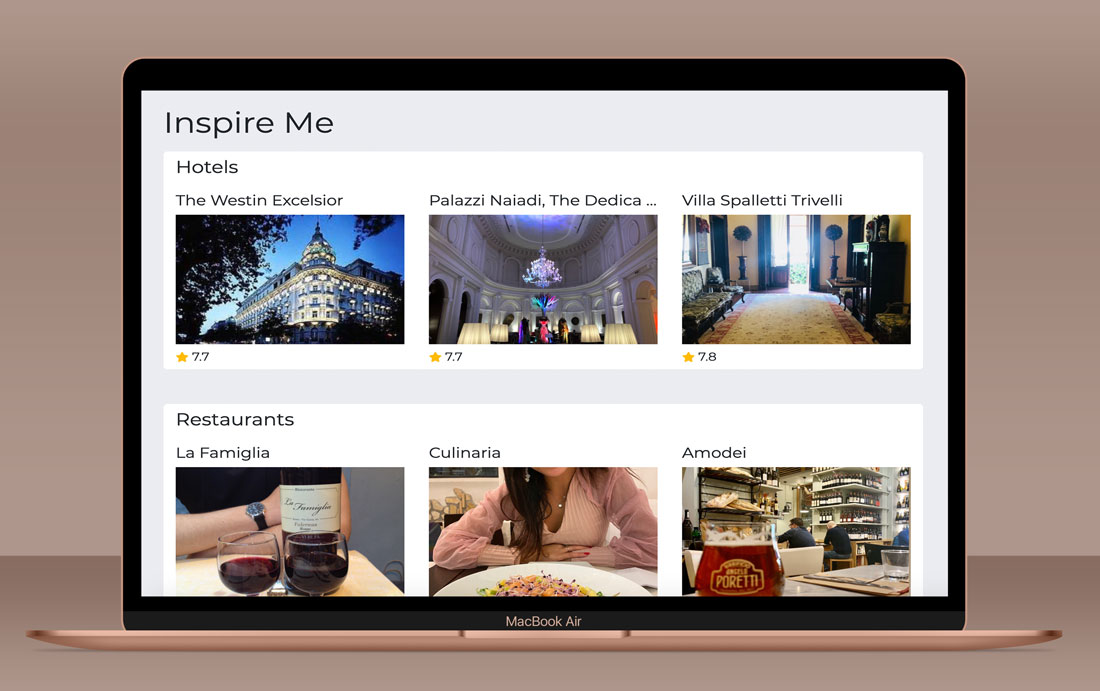 Inspire Me
Hotels
The Westin Excelsior
Palazzi Naiadi, The Dedica ...
Villa Spalletti Trivelli
7.7
7.7
7.8
Restaurants
La Famiglia
Culinaria
Amodei
La Famiglia
ANGELO
PORETTI
MacBook Air